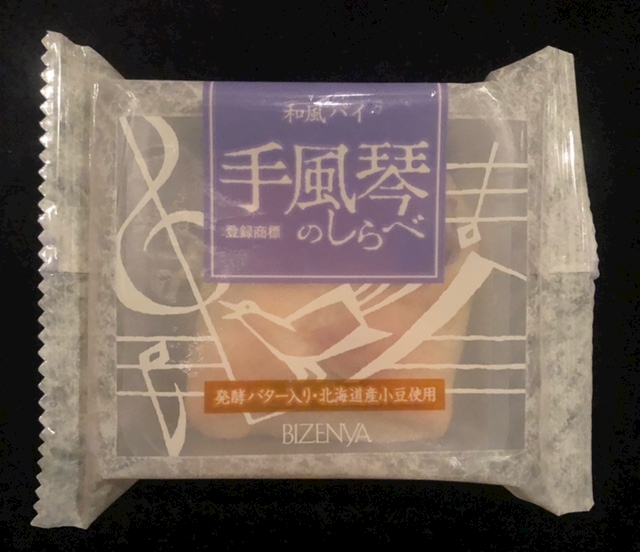 和風パイ
手風琴
登録商標
のしらべ
発酵バター入り・北海道産小豆使用
BIZENYA